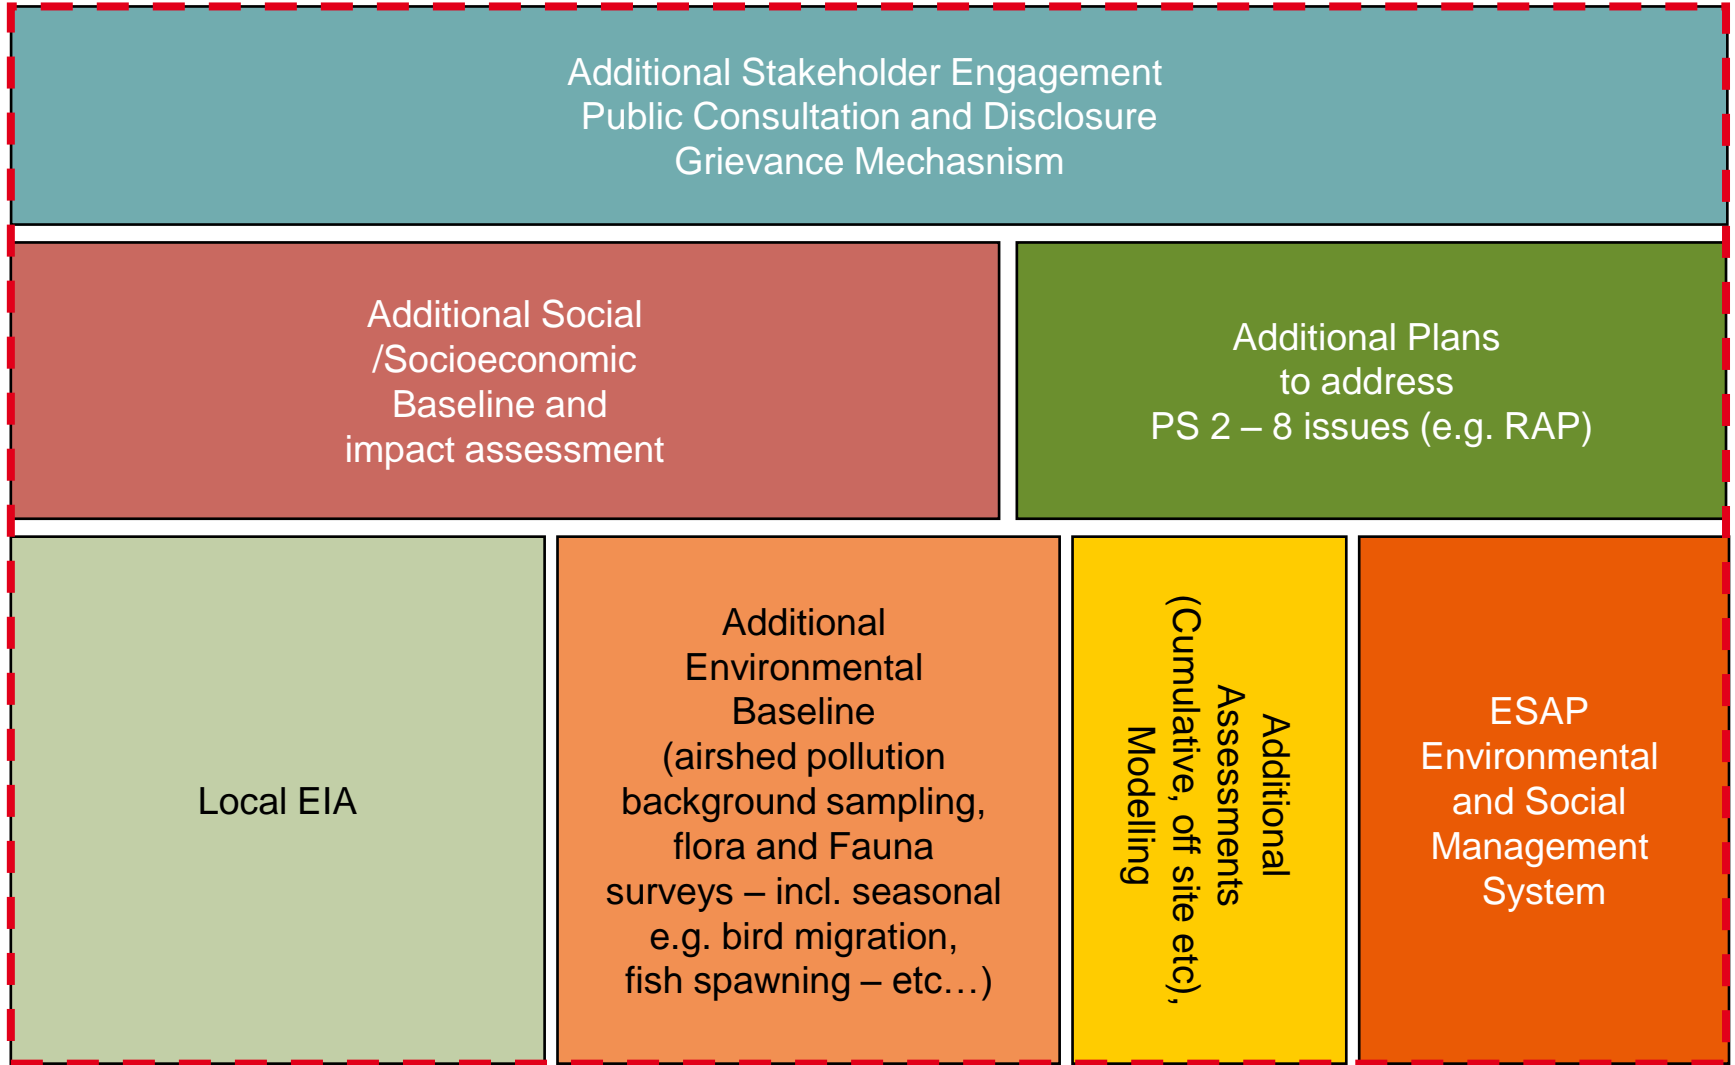 Additional Stakeholder Engagement
Public Consultation and Disclosure
Grievance Mechasnism
Additional Social
/Socioeconomic
Baseline and
impact assessment
Additional Plans
to address
PS 2 – 8 issues (e.g. RAP)
Local EIA
Additional
Environmental
Baseline
(airshed pollution
background sampling,
flora and Fauna
surveys – incl. seasonal
e.g. bird migration,
fish spawning – etc…)
Additional
Assessments
(Cumulative, off site etc),
Modelling
ESAP
Environmental
and Social
Management
System